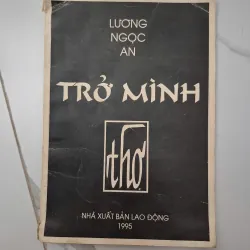 LƯƠNG
NGỌC
AN
TRỞ MÌNH
thơ
NHÀ XUẤT BẢN LAO ĐỘNG
1995